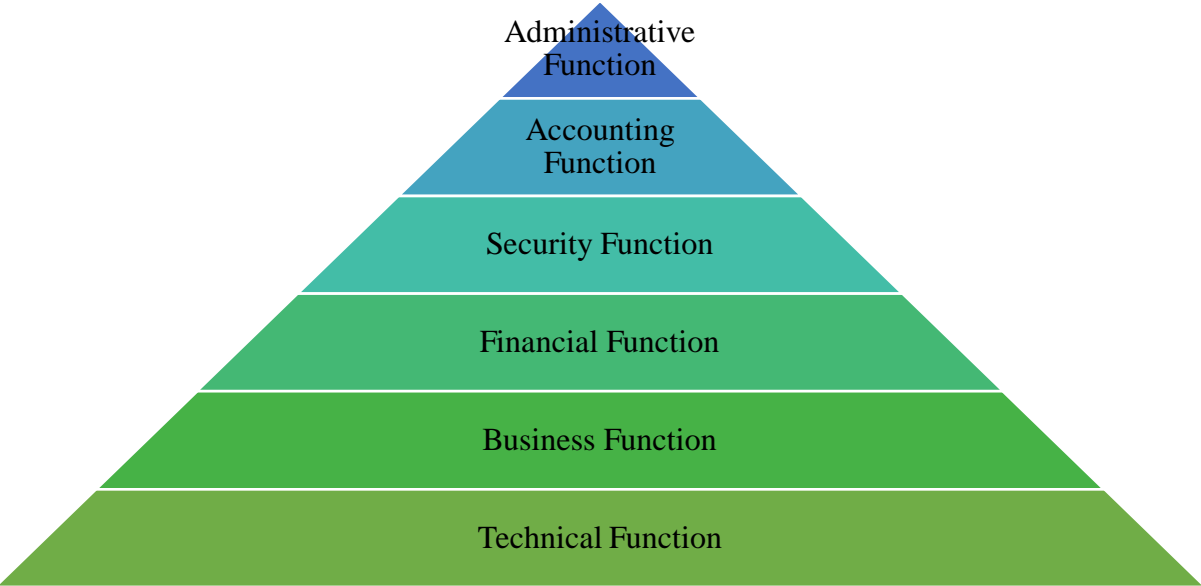 Administrative
Function
Accounting
Function
Security Function
Financial Function
Business Function
Technical Function